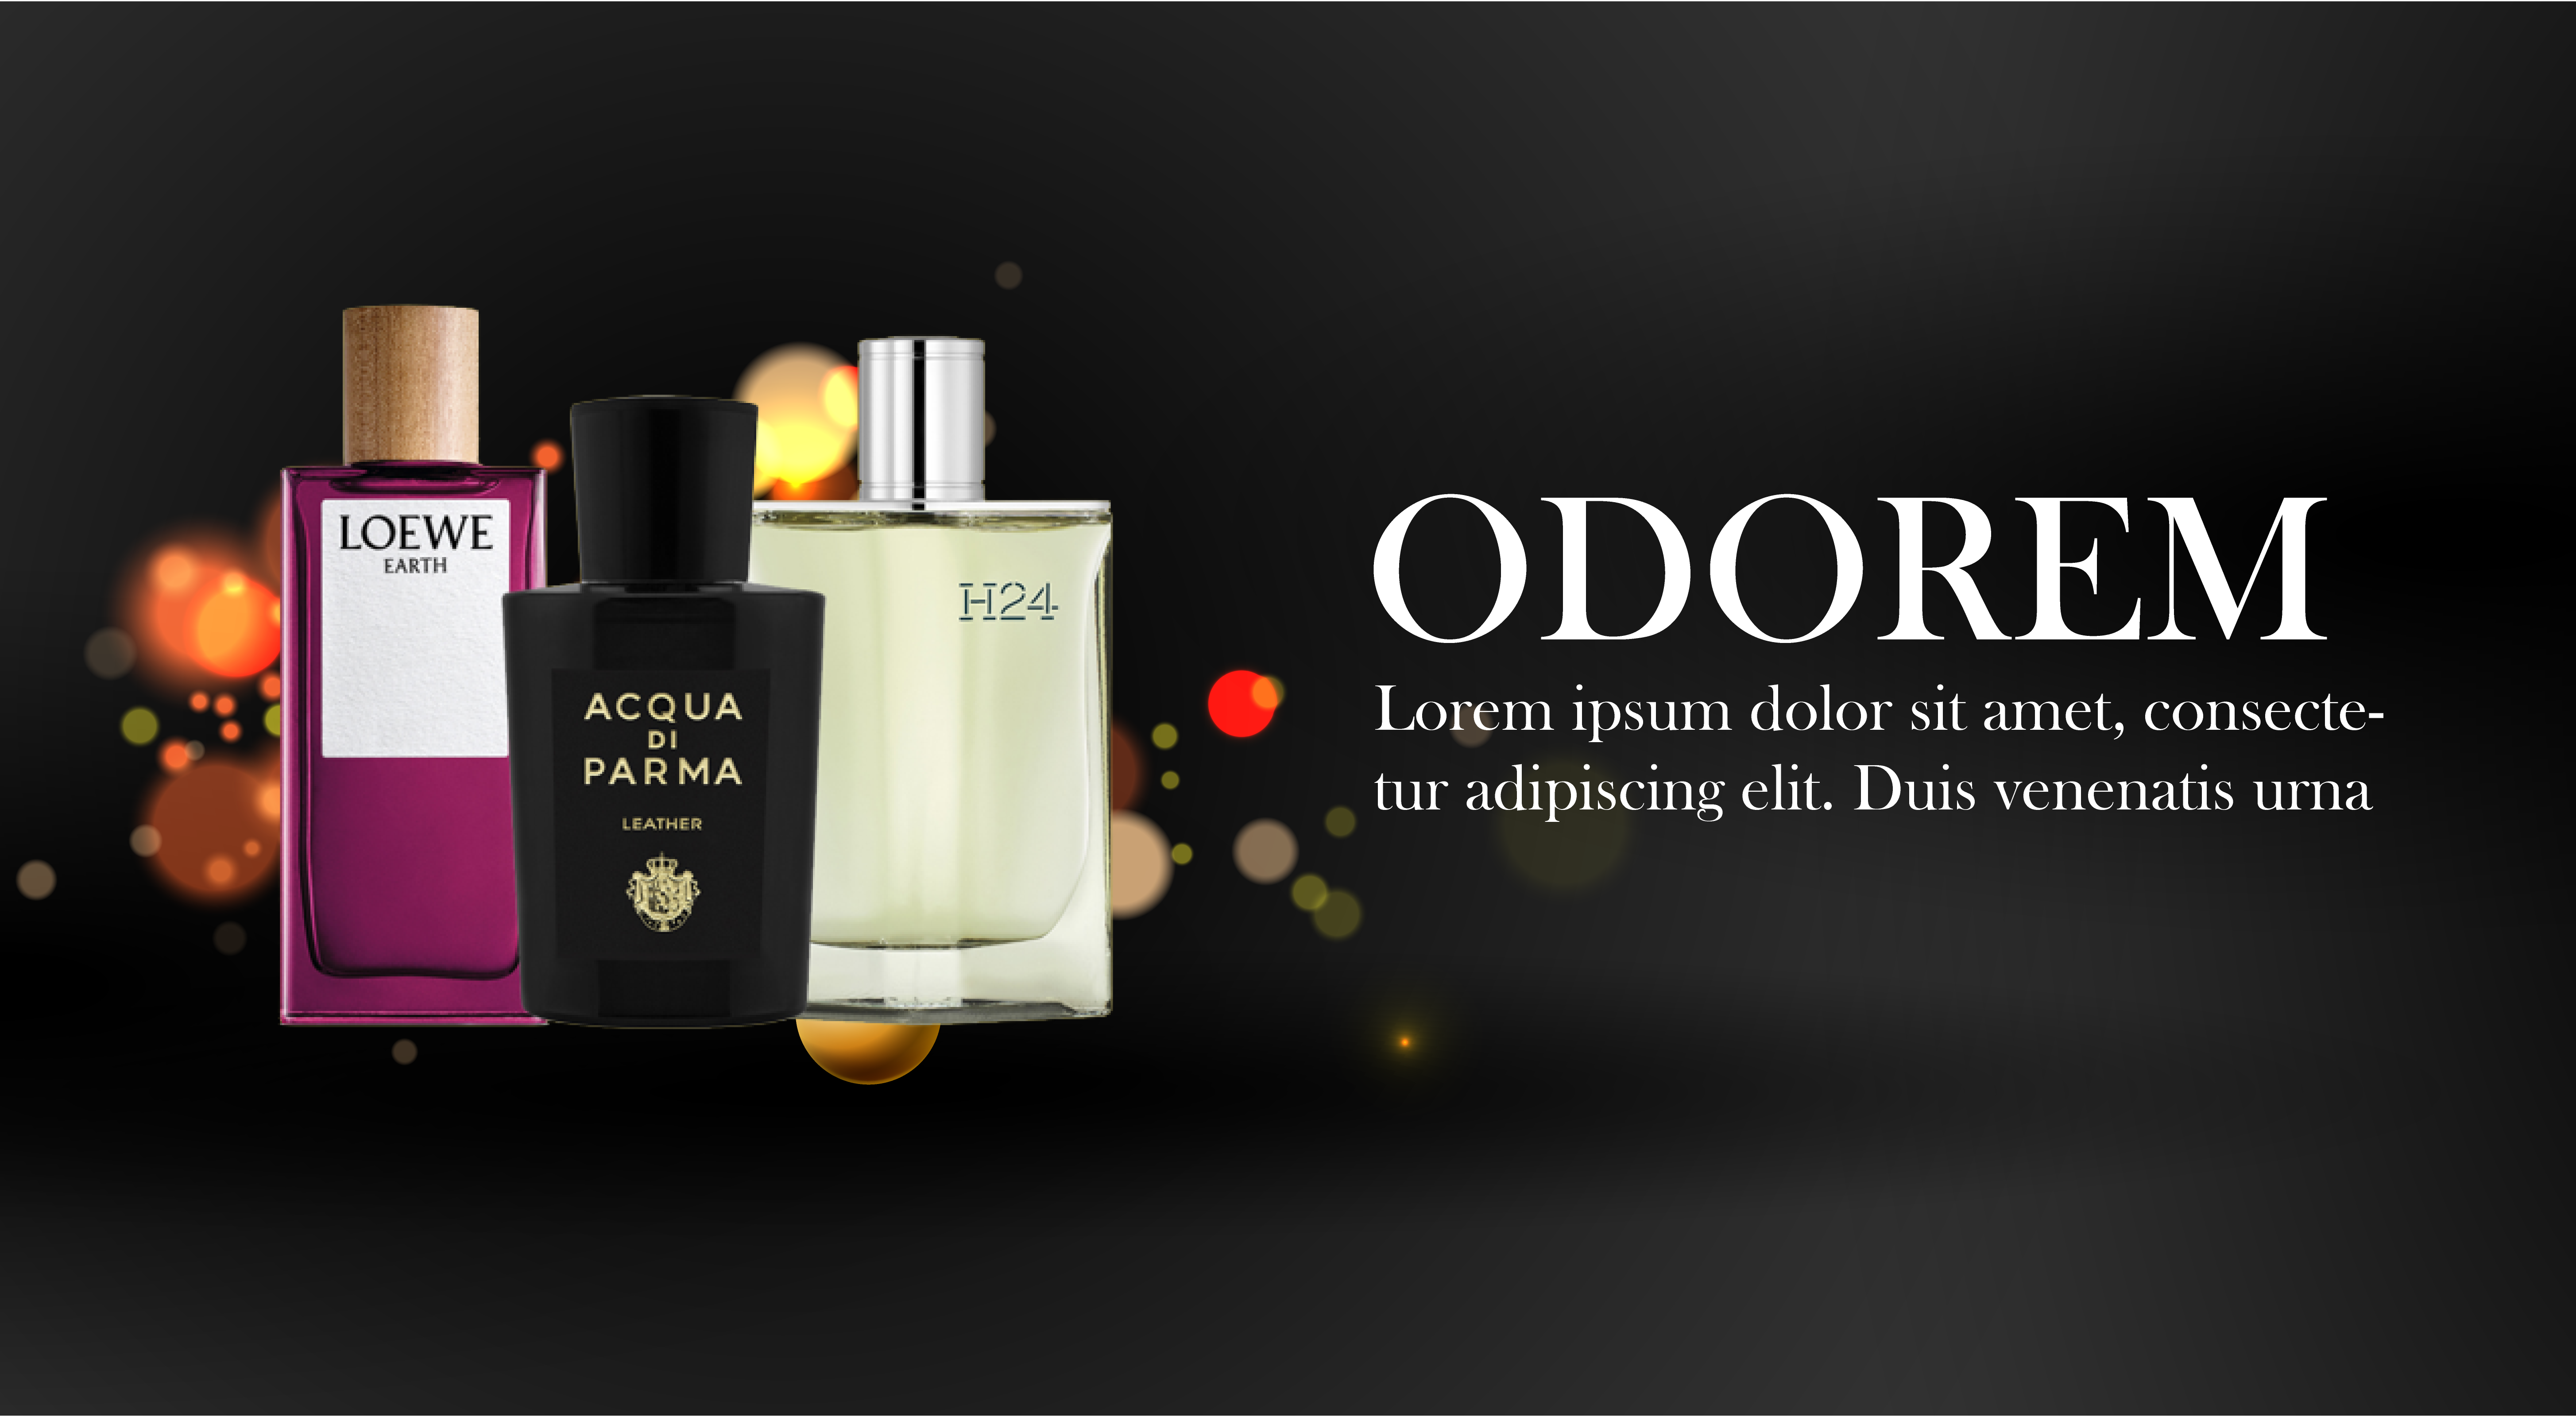 LOEWE
EARTH
ACQUA
DI
PARMA
LEATHER
H24
ODOREM
Lorem ipsum dolor sit amet, consecte-
tur adipiscing elit. Duis venenatis urna